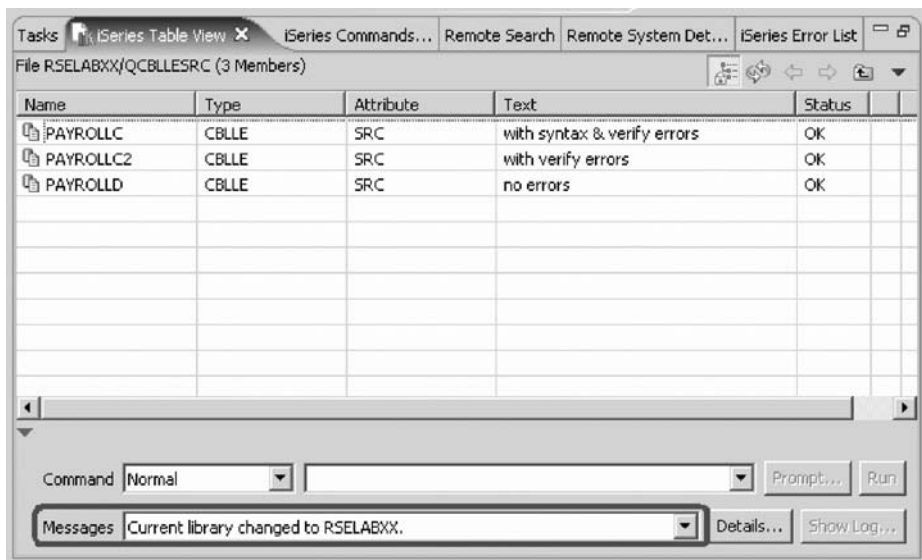 Tasks iSeries Table View iSeries Commands... Remote Search Remote System Det... iSeries Error List
File RSELABXX/QCBLLESRC (3 Members)
Name Type Attribute Text Status
PAYROLLC CBLLE SRC with syntax & verify errors OK
PAYROLLC2 CBLLE SRC with verify errors OK
PAYROLLD CBLLE SRC no errors OK
Command Normal Prompt... Run
Messages Current library changed to RSELABXX. Details... Show Log...